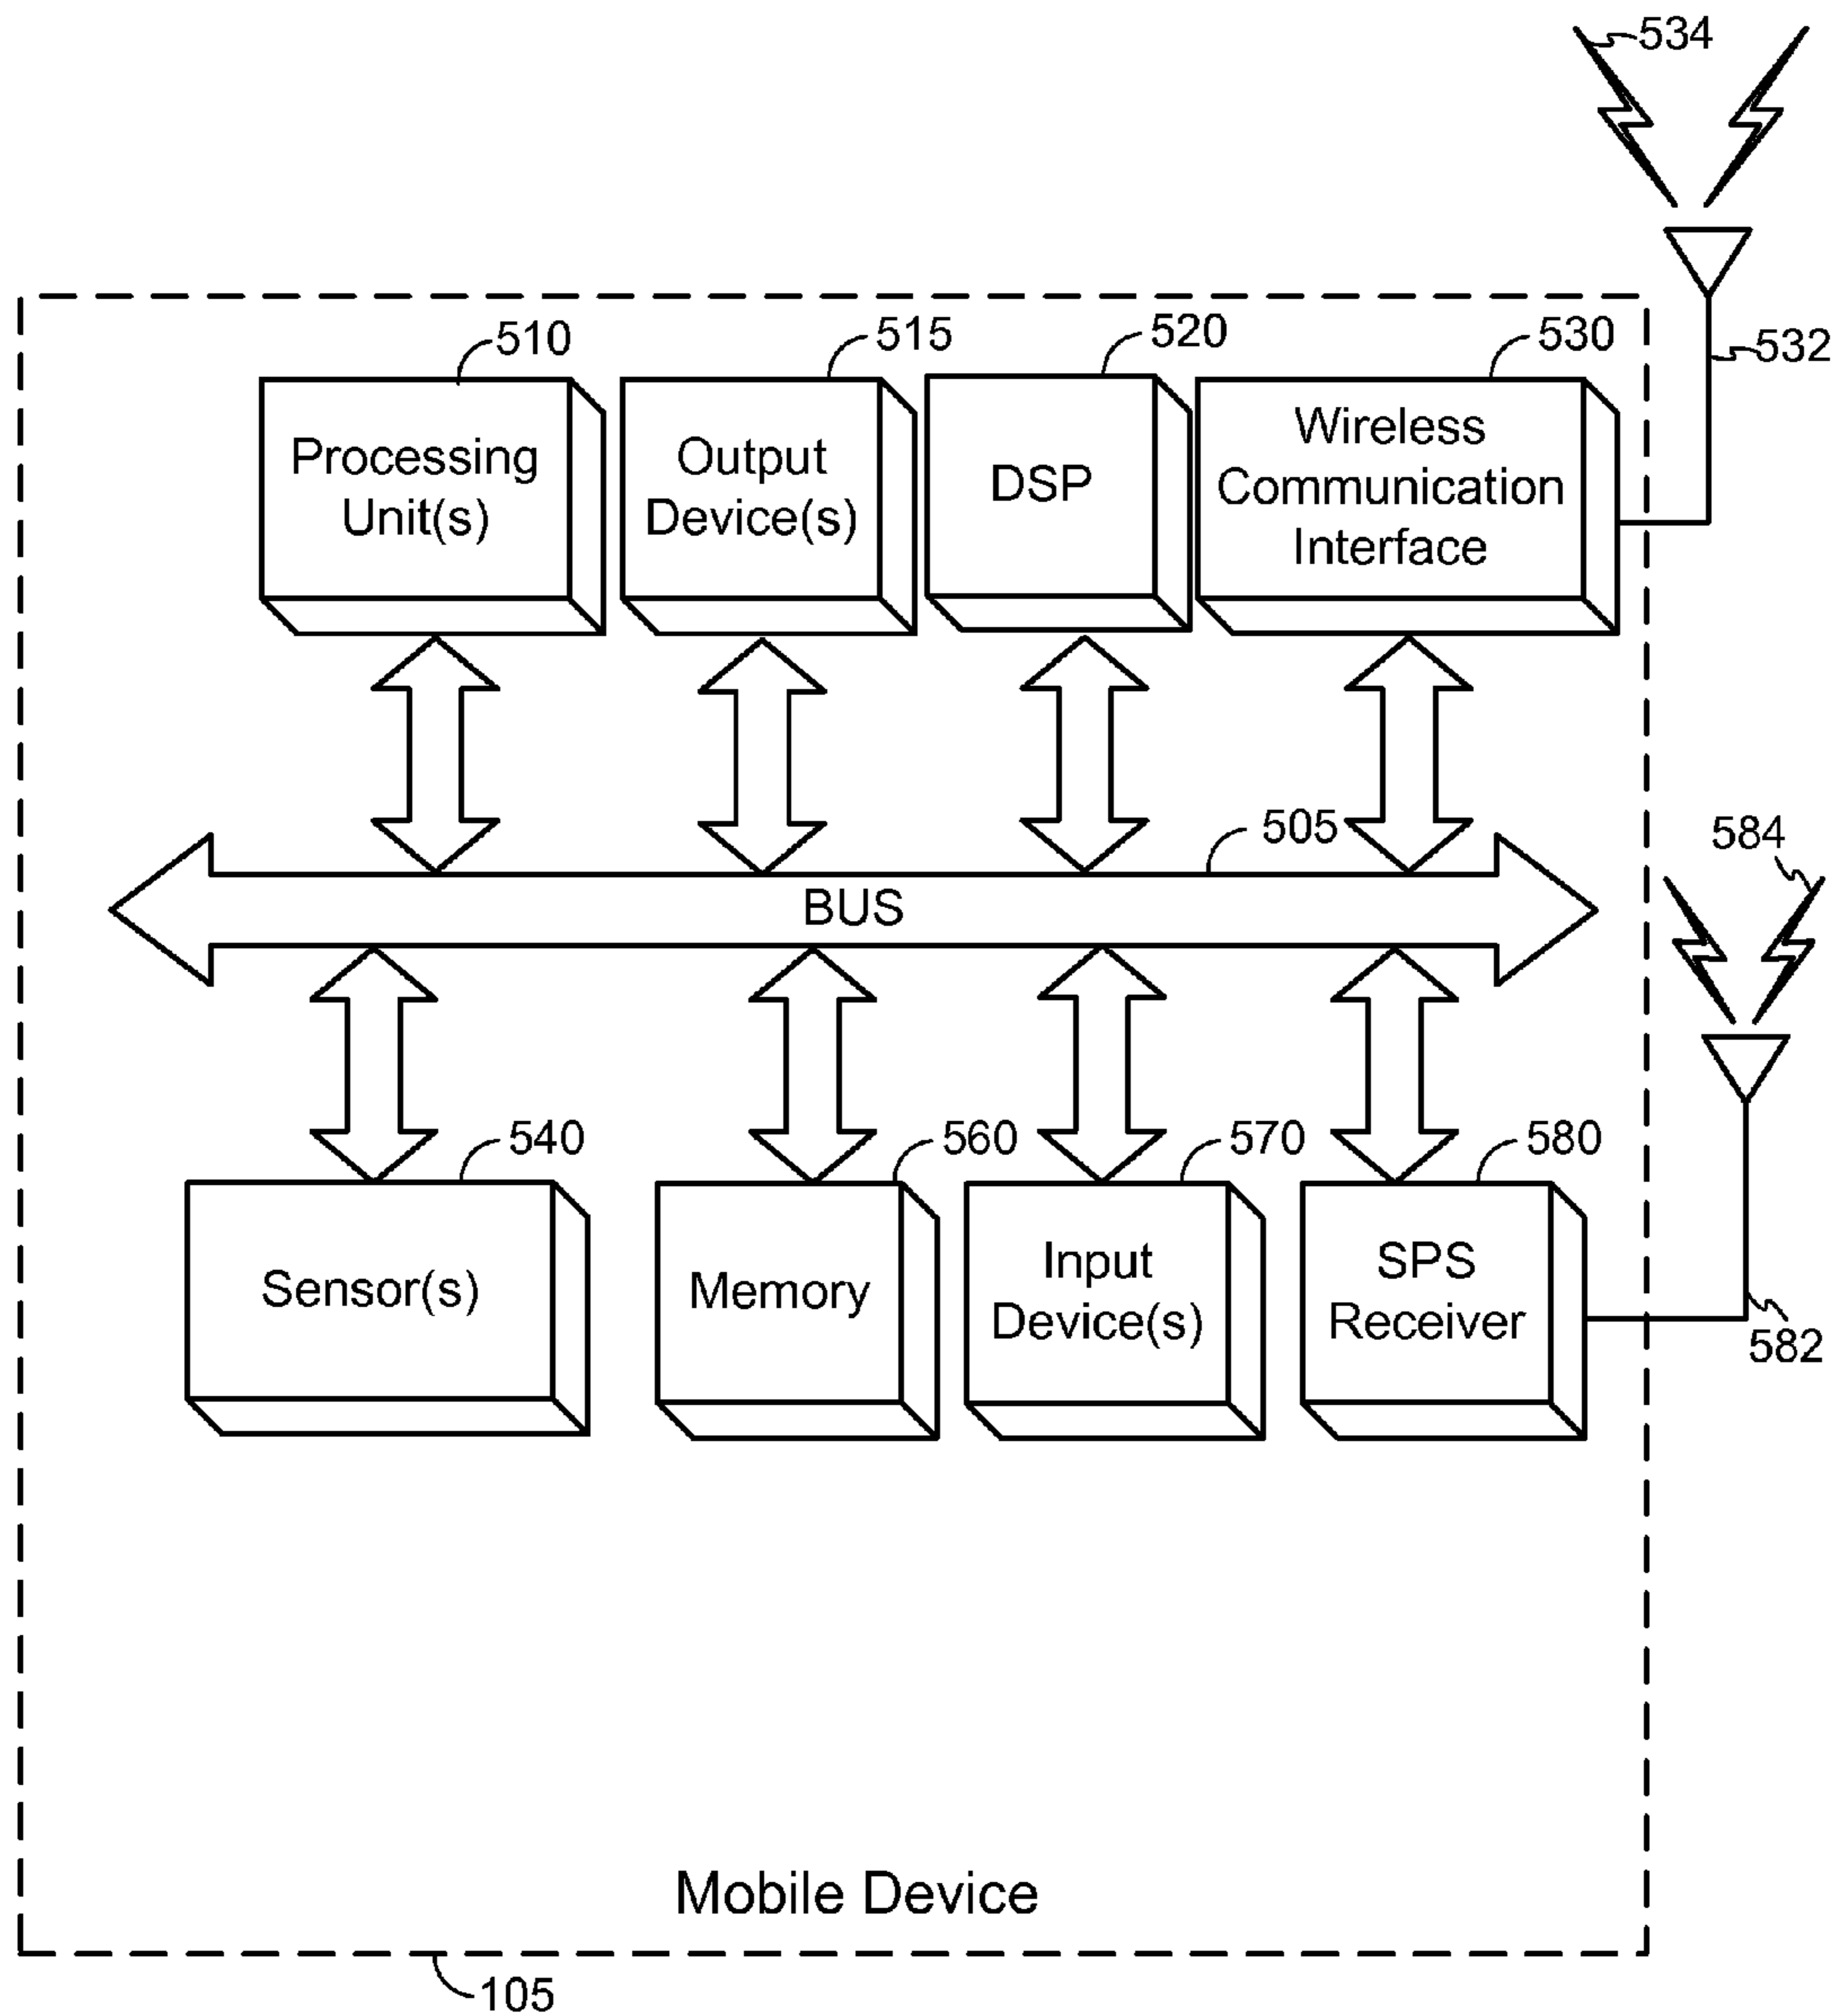 534
510
515
520
530
532
Processing
Unit(s)
Output
Device(s)
DSP
Wireless
Communication
Interface
505
584
BUS
540
560
570
580
582
Sensor(s)
Memory
Input
Device(s)
SPS
Receiver
Mobile Device
105